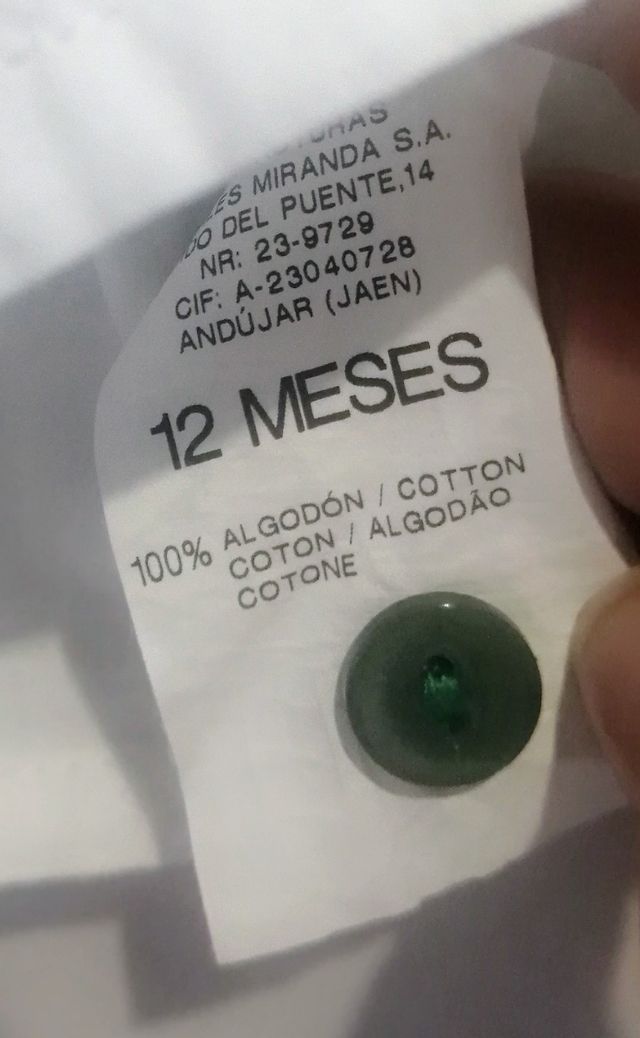 MIRANDA S.A.
DEL PUENTE,14
NR: 23-9729
CIF: A-23040728
ANDÚJAR (JAEN)
12 MESES
100% ALGODÓN / COTTON
COTON / ALGODÃO
COTONE